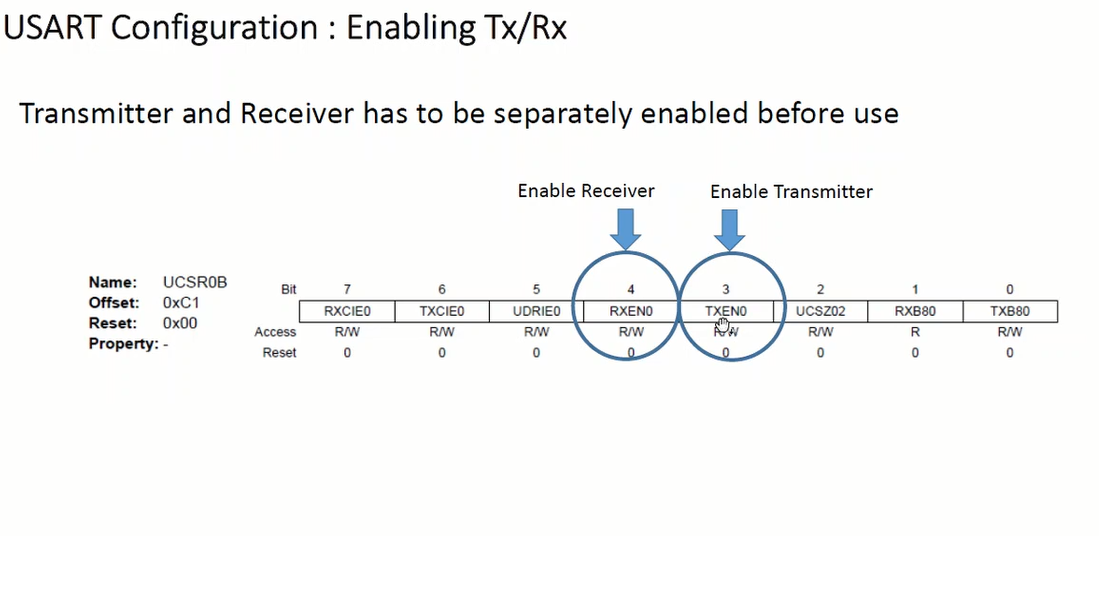 USART Configuration : Enabling Tx/Rx
Transmitter and Receiver has to be separately enabled before use
Enable Receiver Enable Transmitter
Name: UCSR0B
Offset: 0xC1
Reset: 0x00
Property: -
Bit 7 6 5 4 3 2 1 0
RXCIE0 TXCIE0 UDRIE0 RXEN0 TXEN0 UCSZ02 RXB80 TXB80
Access R/W R/W R/W R/W R/W R/W R R/W
Reset 0 0 0 0 0 0 0 0